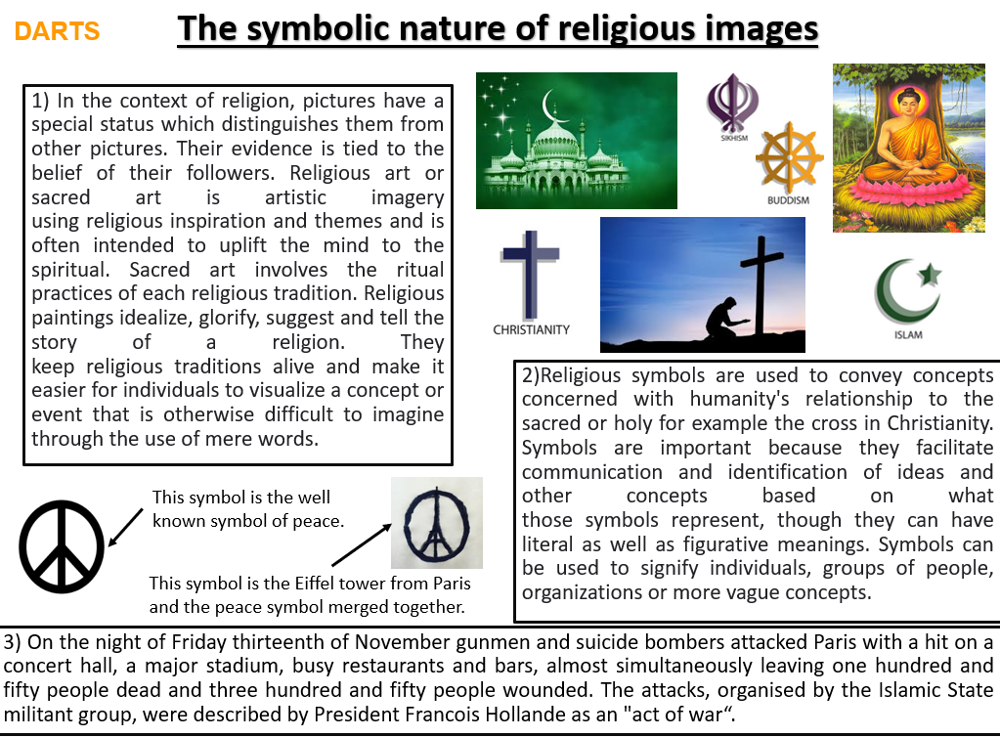 DARTS
The symbolic nature of religious images
1) In the context of religion, pictures have a
special status which distinguishes them from
other pictures. Their evidence is tied to the
belief of their followers. Religious art or
sacred art is artistic imagery
using religious inspiration and themes and is
often intended to uplift the mind to the
spiritual. Sacred art involves the ritual
practices of each religious tradition. Religious
paintings idealize, glorify, suggest and tell the
story of a religion. They
keep religious traditions alive and make it
easier for individuals to visualize a concept or
event that is otherwise difficult to imagine
through the use of mere words.
SIKHISM
BUDDISM
CHRISTIANITY
ISLAM
2)Religious symbols are used to convey concepts
concerned with humanity's relationship to the
sacred or holy for example the cross in Christianity.
Symbols are important because they facilitate
communication and identification of ideas and
other concepts based on what
those symbols represent, though they can have
literal as well as figurative meanings. Symbols can
be used to signify individuals, groups of people,
organizations or more vague concepts.
This symbol is the well
known symbol of peace.
This symbol is the Eiffel tower from Paris
and the peace symbol merged together.
3) On the night of Friday thirteenth of November gunmen and suicide bombers attacked Paris with a hit on a
concert hall, a major stadium, busy restaurants and bars, almost simultaneously leaving one hundred and
fifty people dead and three hundred and fifty people wounded. The attacks, organised by the Islamic State
militant group, were described by President Francois Hollande as an "act of war“.